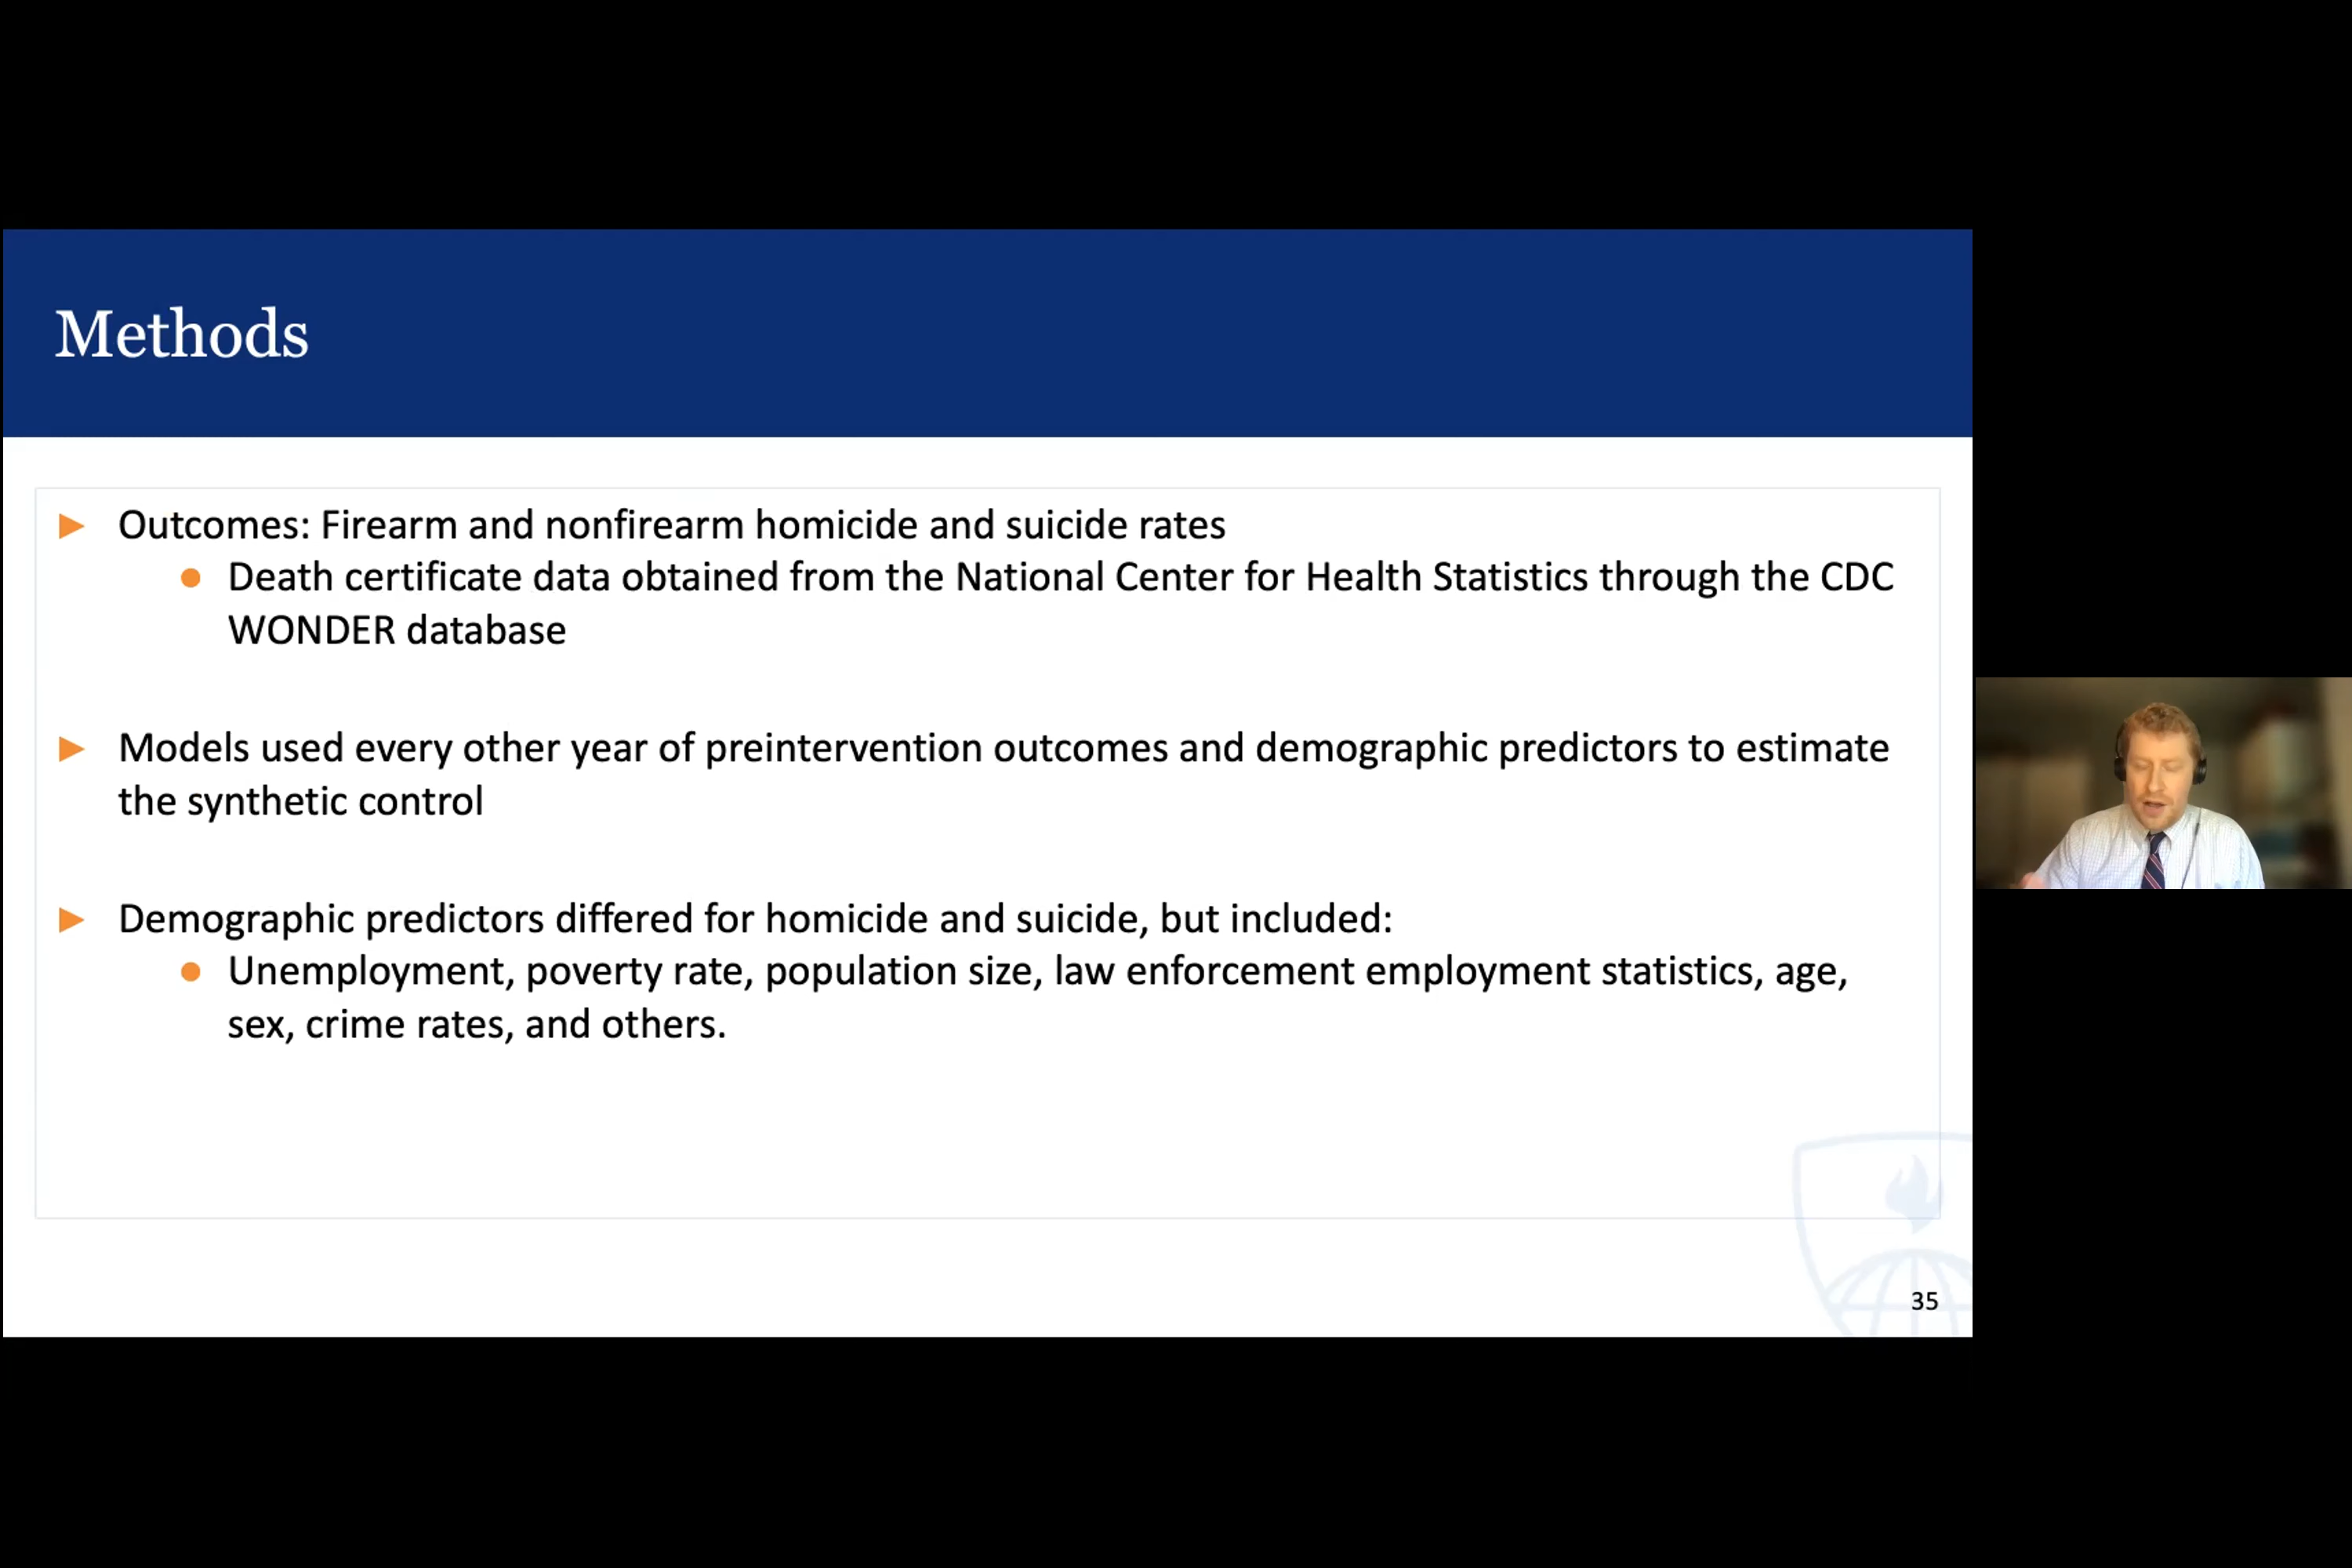 Methods
Outcomes: Firearm and nonfirearm homicide and suicide rates
Death certificate data obtained from the National Center for Health Statistics through the CDC
WONDER database
Models used every other year of preintervention outcomes and demographic predictors to estimate
the synthetic control
Demographic predictors differed for homicide and suicide, but included:
Unemployment, poverty rate, population size, law enforcement employment statistics, age,
sex, crime rates, and others.
35